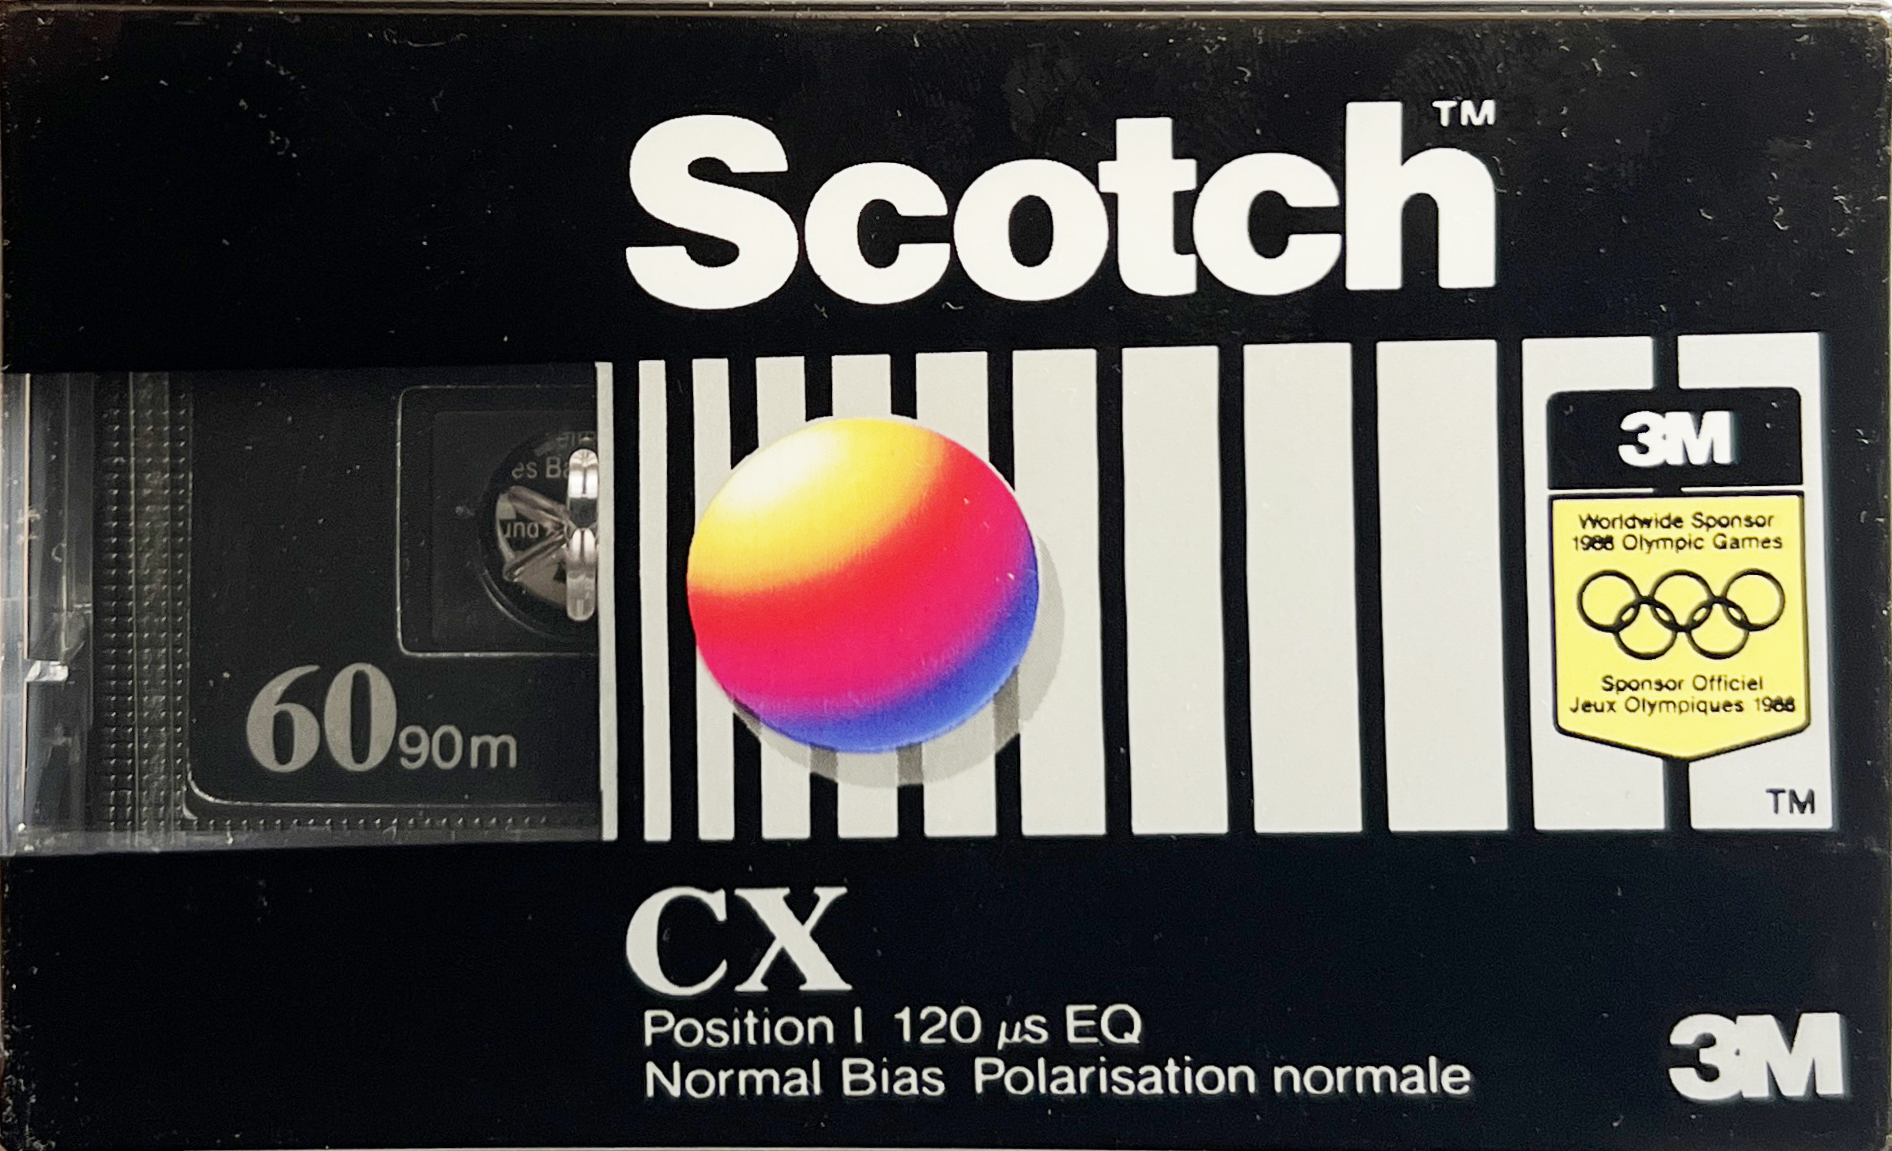 Scotch™
3M
Worldwide Sponsor
1988 Olympic Games
Sponsor Officiel
Jeux Olympiques 1988
TM
60 90m
CX
Position I 120 µs EQ
Normal Bias Polarisation normale
3M